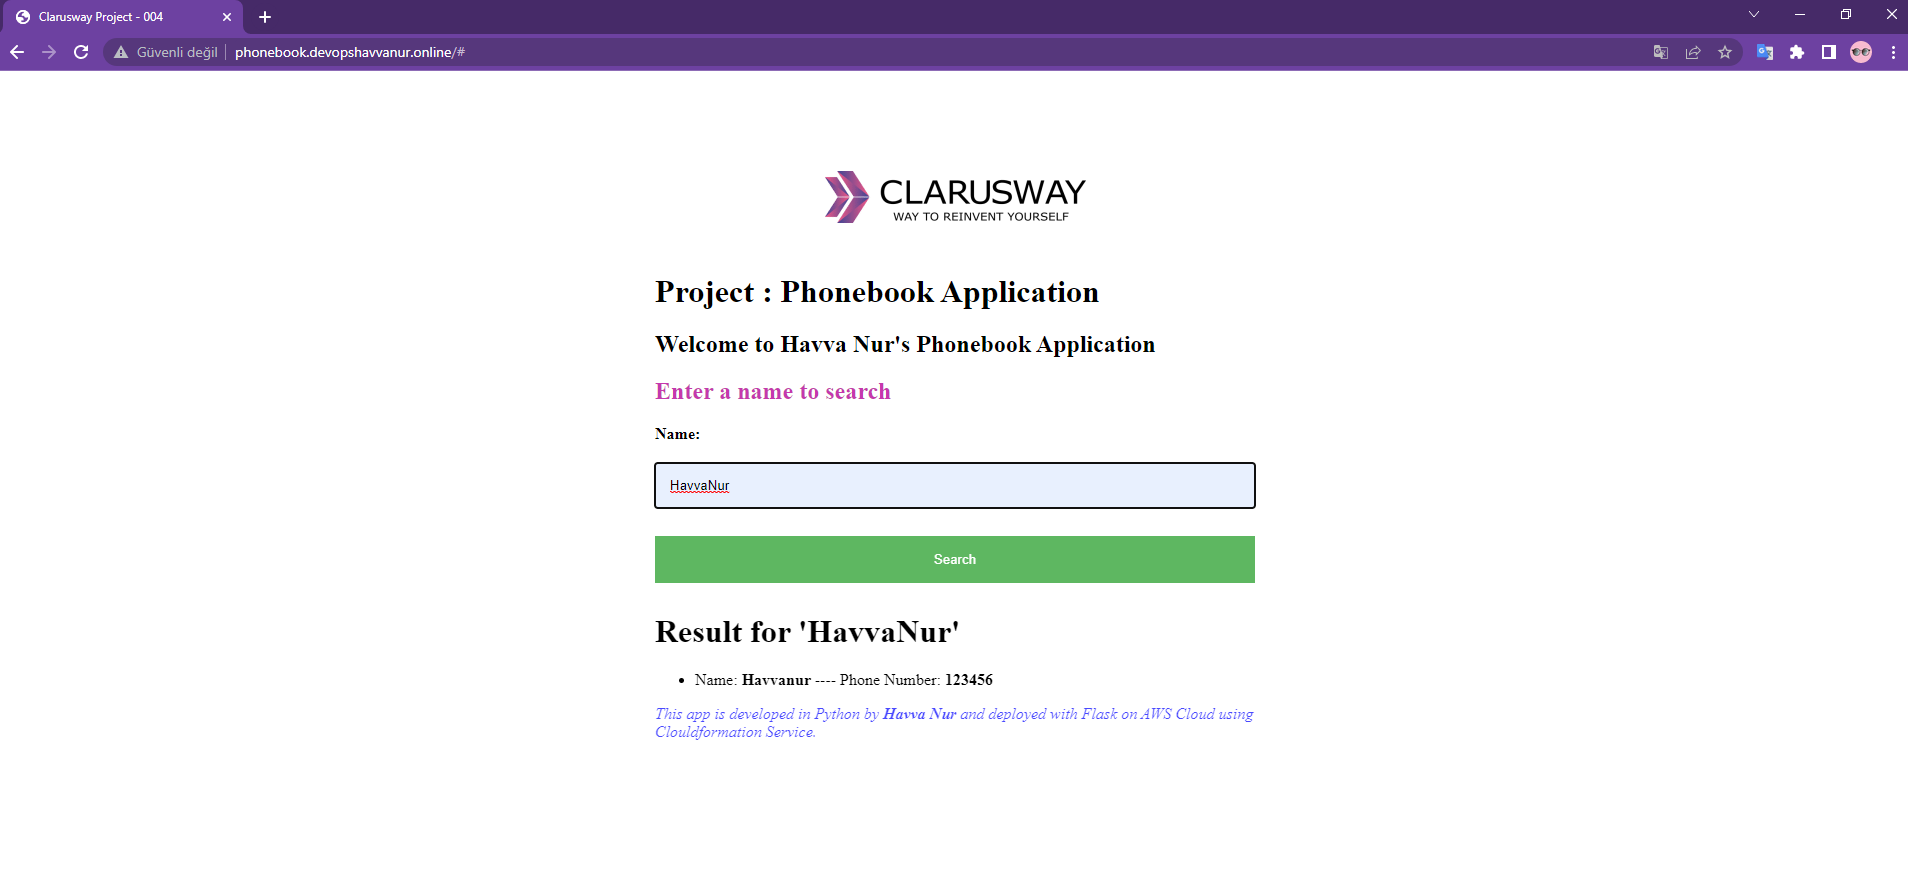 Clarusway Project - 004
Güvenli değil phonebook.devopshavvanur.online/#
CLARUSWAY
WAY TO REINVENT YOURSELF
Project : Phonebook Application
Welcome to Havva Nur's Phonebook Application
Enter a name to search
Name:
HavvaNur
Search
Result for 'HavvaNur'
Name: Havvanur ---- Phone Number: 123456
This app is developed in Python by Havva Nur and deployed with Flask on AWS Cloud using
Clouldformation Service.